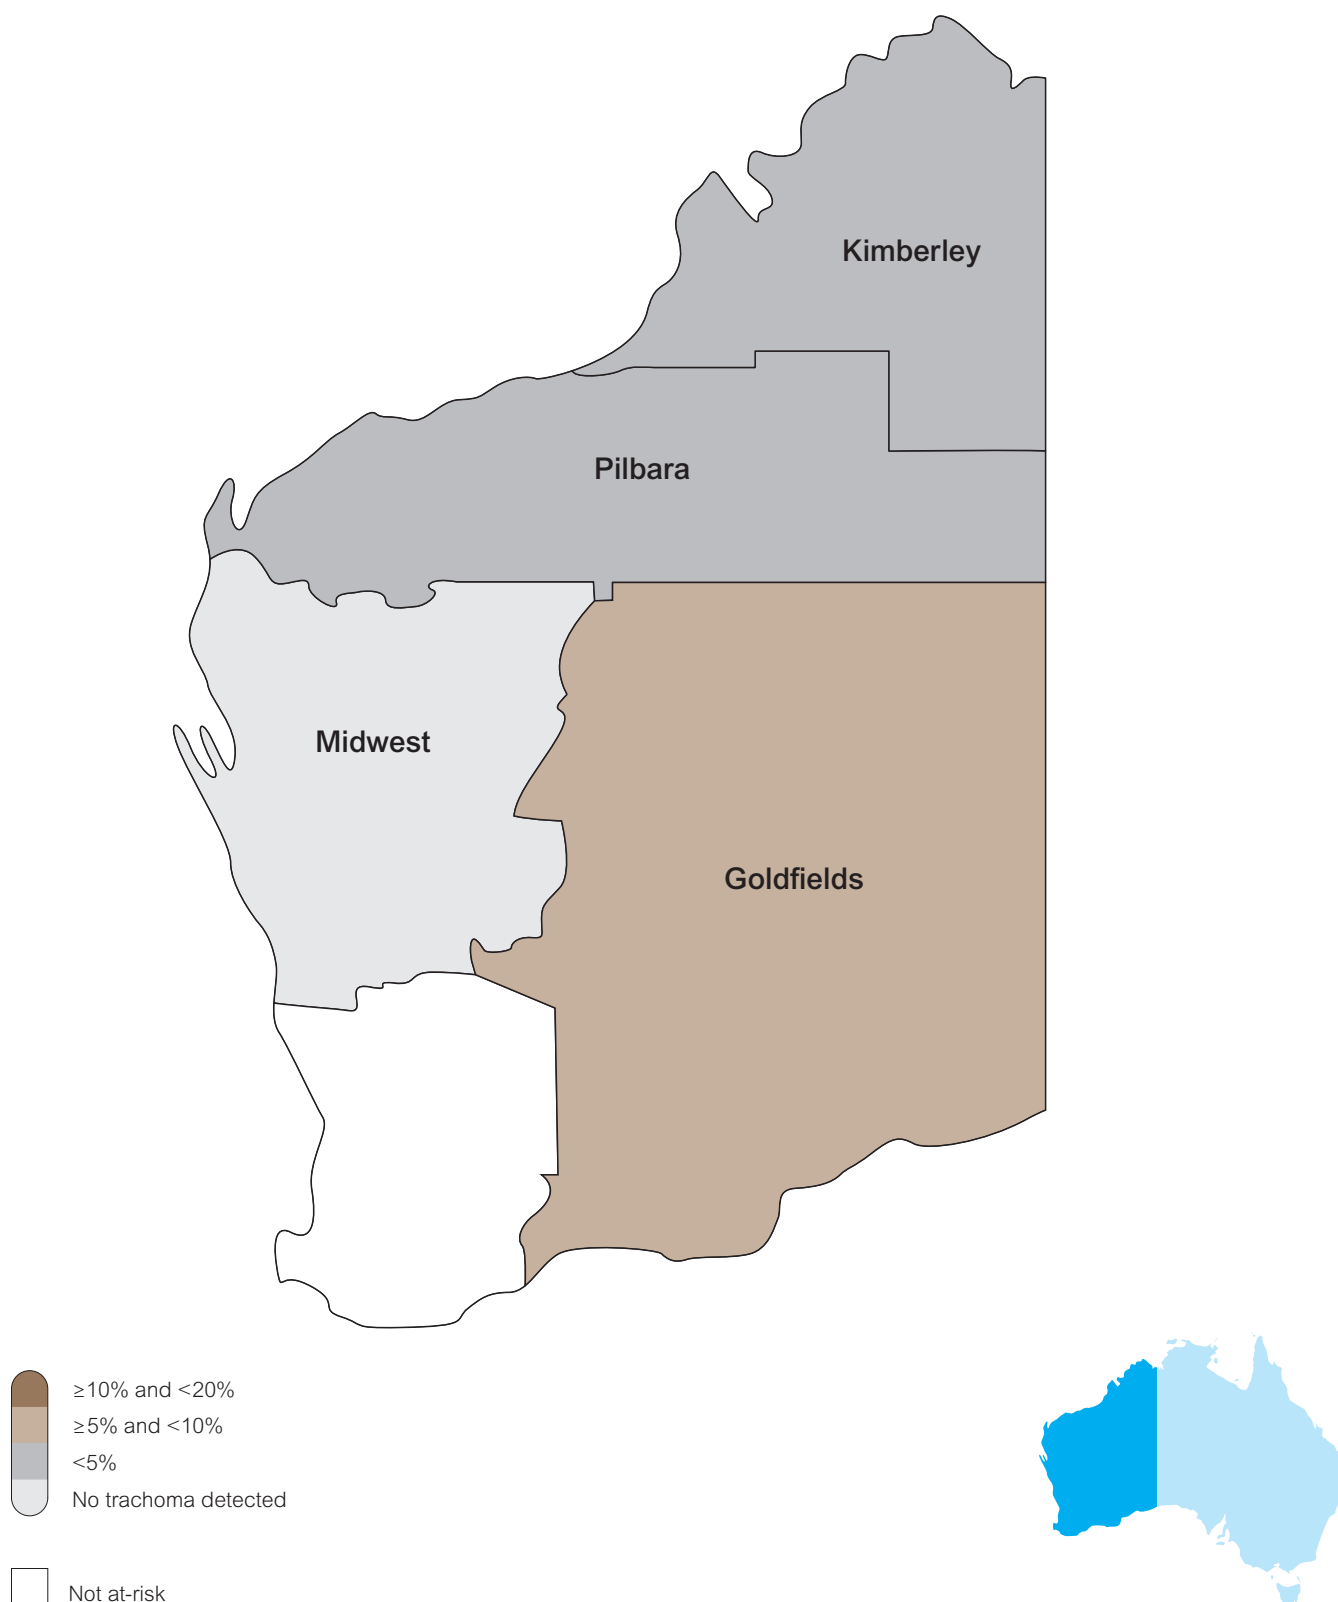 Kimberley
Pilbara
Midwest
Goldfields
≥10% and <20%
≥5% and <10%
<5%
No trachoma detected
Not at-risk